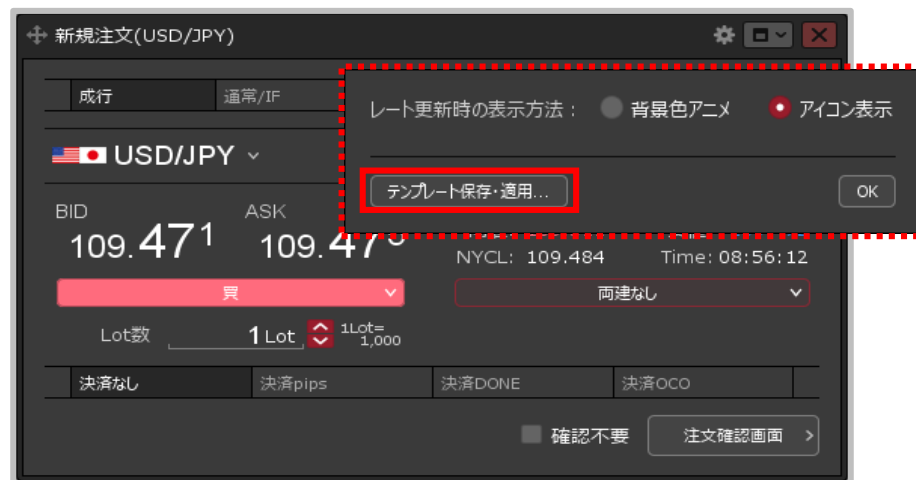 新規注文(USD/JPY)
成行 通常/IF
レート更新時の表示方法： 背景色アニメ アイコン表示
USD/JPY
テンプレート保存・適用... OK
BID ASK
109.471 109.47
NYCL: 109.484 Time: 08:56:12
買 両建なし
Lot数 1 Lot 1Lot=
1,000
決済なし 決済pips 決済DONE 決済OCO
確認不要 注文確認画面